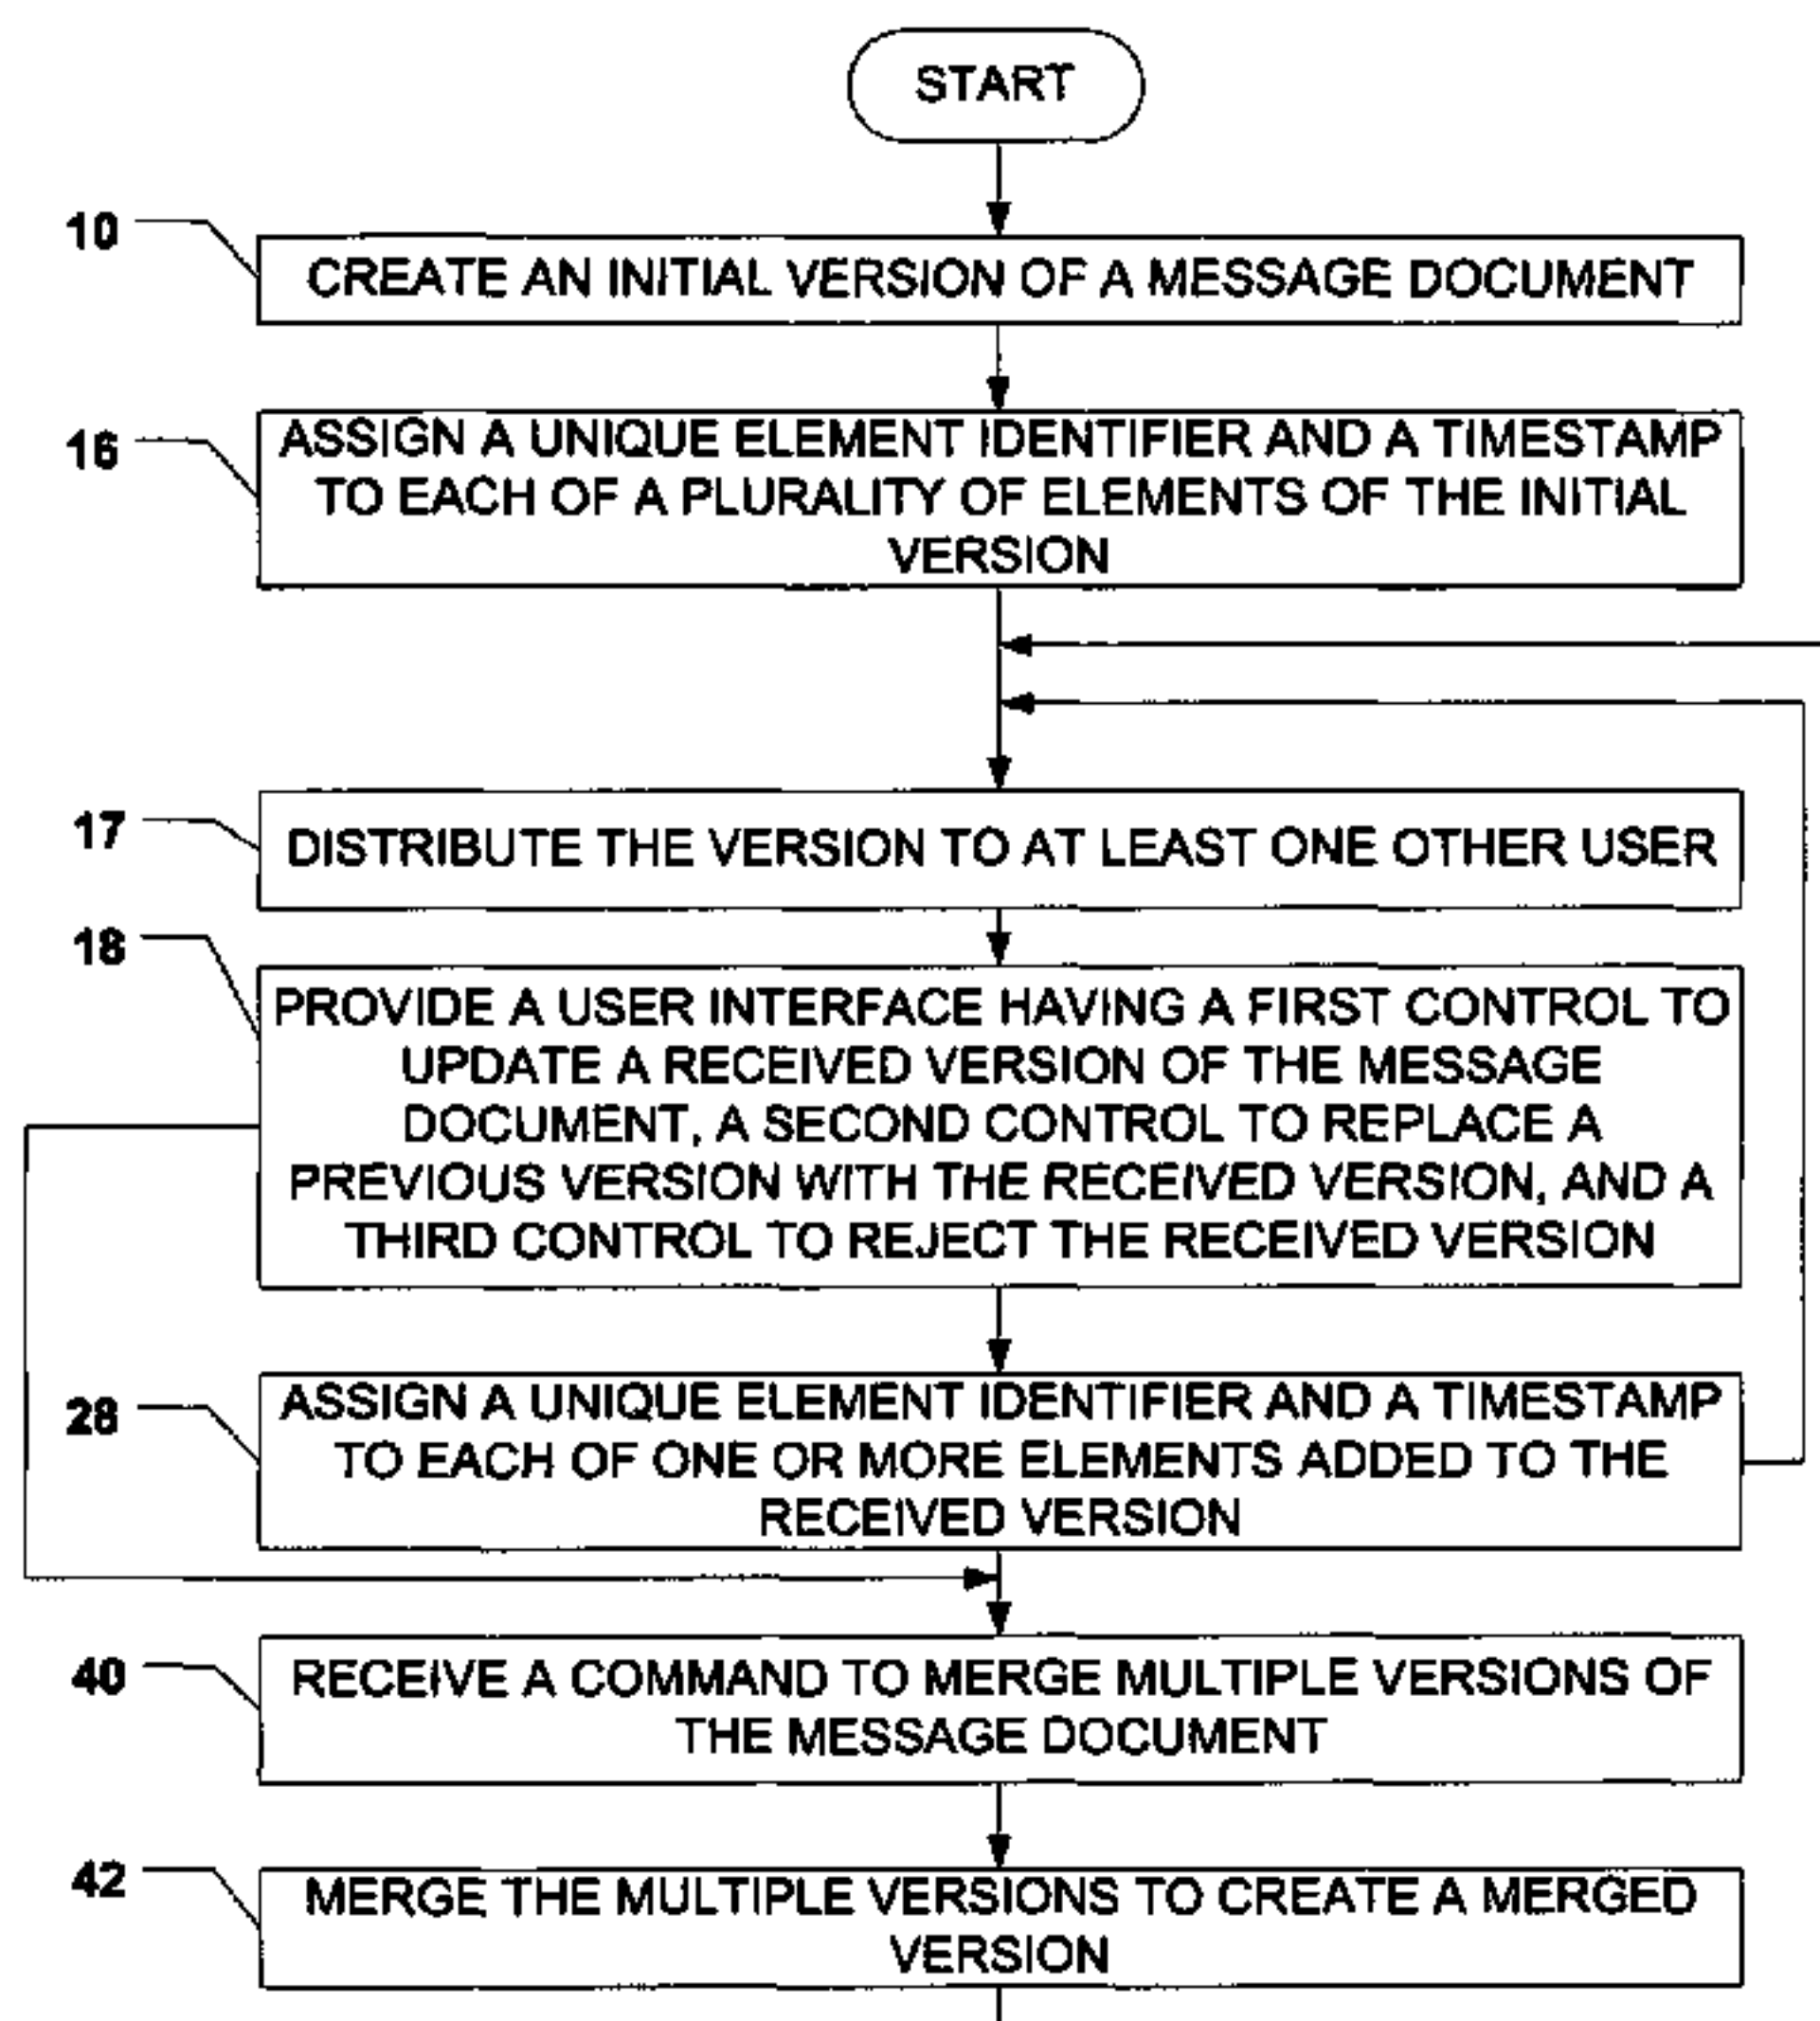 START
10
CREATE AN INITIAL VERSION OF A MESSAGE DOCUMENT
16
ASSIGN A UNIQUE ELEMENT IDENTIFIER AND A TIMESTAMP
TO EACH OF A PLURALITY OF ELEMENTS OF THE INITIAL
VERSION
17
DISTRIBUTE THE VERSION TO AT LEAST ONE OTHER USER
18
PROVIDE A USER INTERFACE HAVING A FIRST CONTROL TO
UPDATE A RECEIVED VERSION OF THE MESSAGE
DOCUMENT, A SECOND CONTROL TO REPLACE A
PREVIOUS VERSION WITH THE RECEIVED VERSION, AND A
THIRD CONTROL TO REJECT THE RECEIVED VERSION
28
ASSIGN A UNIQUE ELEMENT IDENTIFIER AND A TIMESTAMP
TO EACH OF ONE OR MORE ELEMENTS ADDED TO THE
RECEIVED VERSION
40
RECEIVE A COMMAND TO MERGE MULTIPLE VERSIONS OF
THE MESSAGE DOCUMENT
42
MERGE THE MULTIPLE VERSIONS TO CREATE A MERGED
VERSION